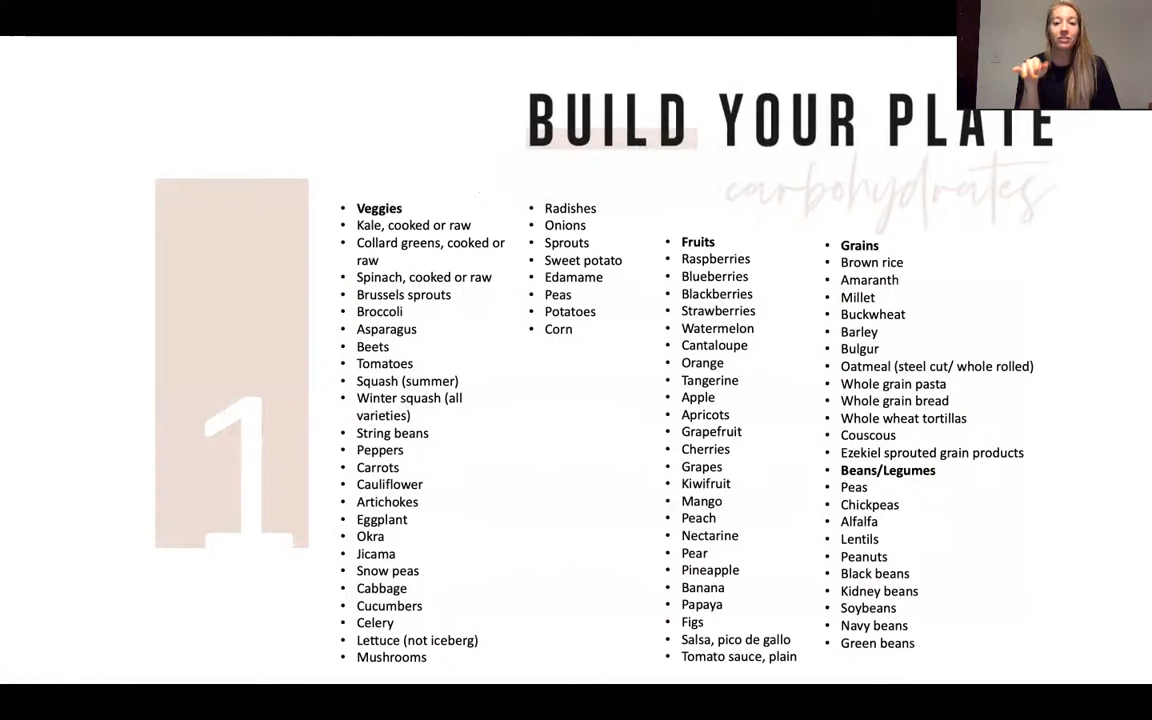 BUILD YOUR PLATE
carbohydrates
1
• Veggies
• Kale, cooked or raw
• Collard greens, cooked or
raw
• Spinach, cooked or raw
• Brussels sprouts
• Broccoli
• Asparagus
• Beets
• Tomatoes
• Squash (summer)
• Winter squash (all
varieties)
• String beans
• Peppers
• Carrots
• Cauliflower
• Artichokes
• Eggplant
• Okra
• Jicama
• Snow peas
• Cabbage
• Cucumbers
• Celery
• Lettuce (not iceberg)
• Mushrooms
• Radishes
• Onions
• Sprouts
• Sweet potato
• Edamame
• Peas
• Potatoes
• Corn
• Fruits
• Raspberries
• Blueberries
• Blackberries
• Strawberries
• Watermelon
• Cantaloupe
• Orange
• Tangerine
• Apple
• Apricots
• Grapefruit
• Cherries
• Grapes
• Kiwifruit
• Mango
• Peach
• Nectarine
• Pear
• Pineapple
• Banana
• Papaya
• Figs
• Salsa, pico de gallo
• Tomato sauce, plain
• Grains
• Brown rice
• Amaranth
• Millet
• Buckwheat
• Barley
• Bulgur
• Oatmeal (steel cut/ whole rolled)
• Whole grain pasta
• Whole grain bread
• Whole wheat tortillas
• Couscous
• Ezekiel sprouted grain products
• Beans/Legumes
• Peas
• Chickpeas
• Alfalfa
• Lentils
• Peanuts
• Black beans
• Kidney beans
• Soybeans
• Navy beans
• Green beans